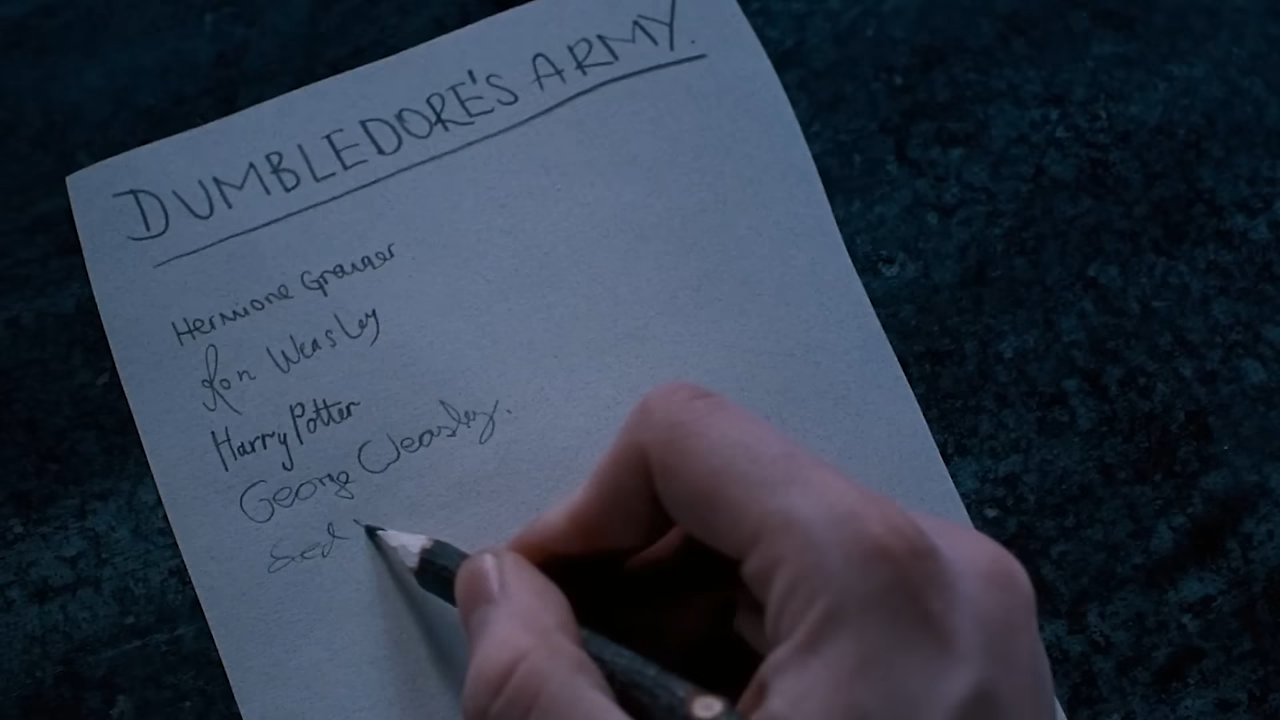 DUMBLEDORE'S ARMY.
Hermione Granger
Ron Weasley
Harry Potter
George Weasley.